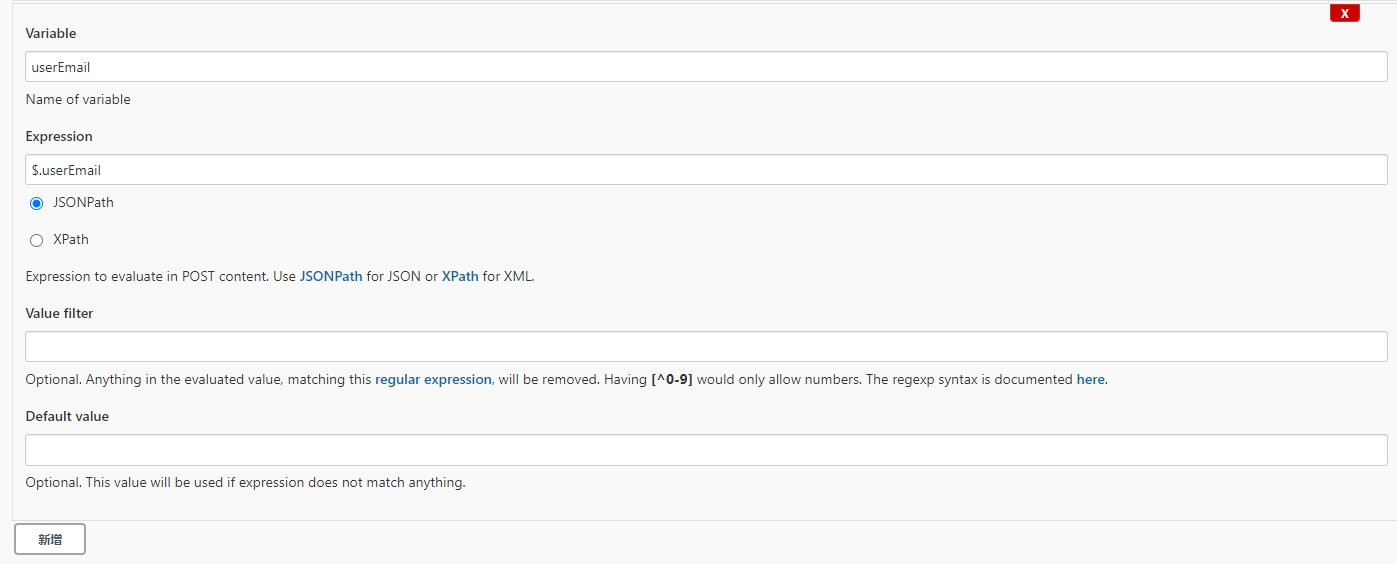 X
Variable
userEmail
Name of variable
Expression
$.userEmail
JSONPath
XPath
Expression to evaluate in POST content. Use JSONPath for JSON or XPath for XML.
Value filter
Optional. Anything in the evaluated value, matching this regular expression, will be removed. Having [^0-9] would only allow numbers. The regexp syntax is documented here.
Default value
Optional. This value will be used if expression does not match anything.
新增